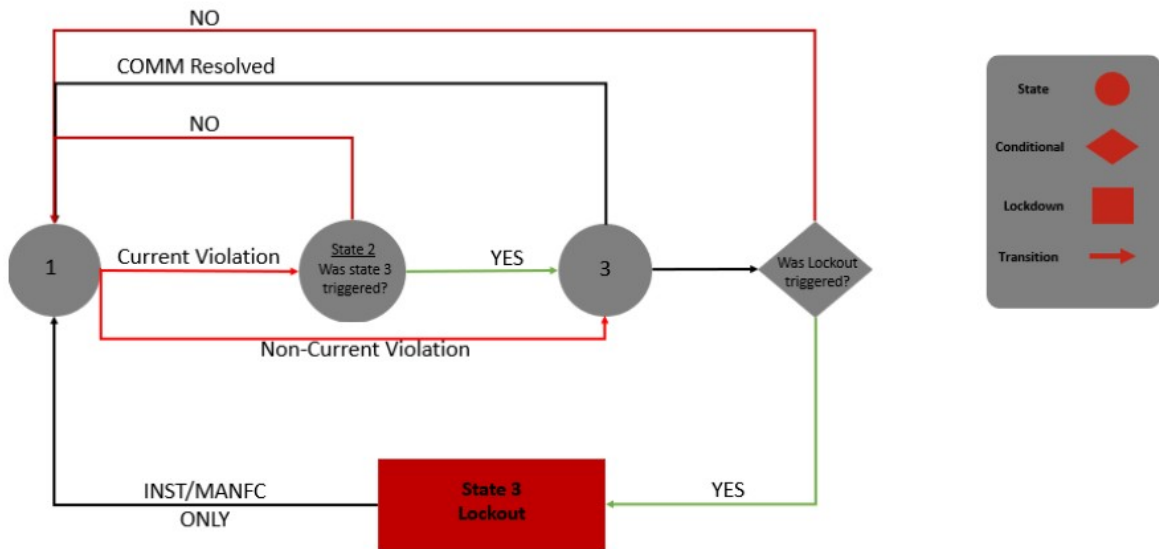 NO
COMM Resolved
NO
1
Current Violation
State 2
Was state 3
triggered?
YES
3
Was Lockout
triggered?
Non-Current Violation
INST/MANFC
ONLY
State 3
Lockout
YES
State
Conditional
Lockdown
Transition